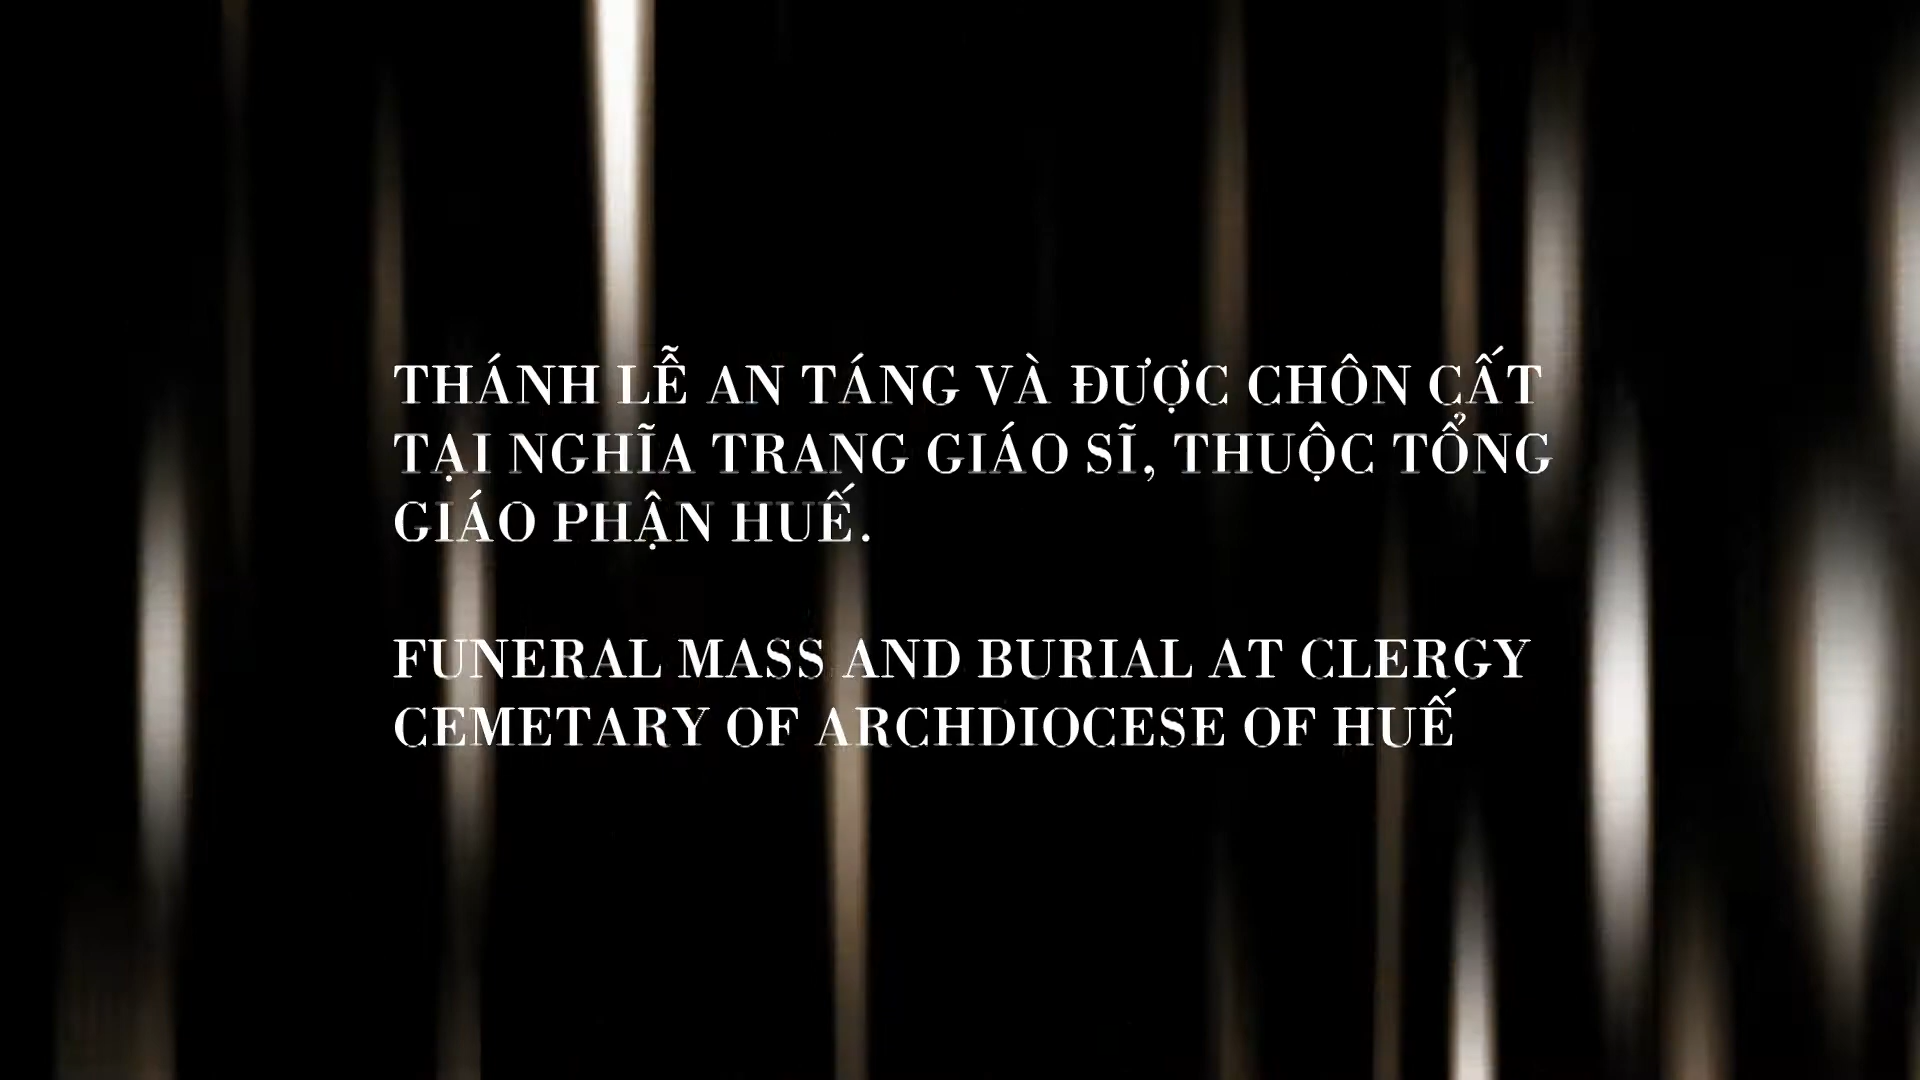 THÁNH LỄ AN TÁNG VÀ ĐƯỢC CHÔN CẤT
TẠI NGHĨA TRANG GIÁO SĨ, THUỘC TỔNG
GIÁO PHẬN HUẾ.
FUNERAL MASS AND BURIAL AT CLERGY
CEMETARY OF ARCHDIOCESE OF HUẾ